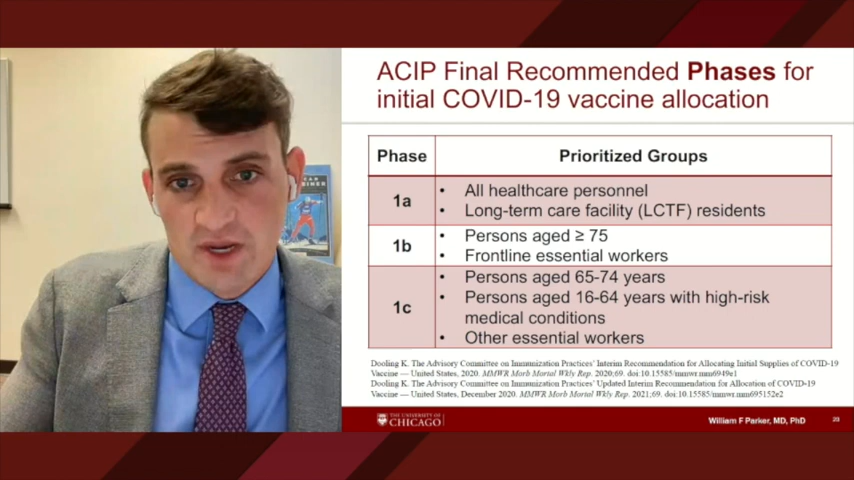 ACIP Final Recommended Phases for
initial COVID-19 vaccine allocation
Phase Prioritized Groups
1a
• All healthcare personnel
• Long-term care facility (LCTF) residents
1b
• Persons aged ≥ 75
• Frontline essential workers
1c
• Persons aged 65-74 years
• Persons aged 16-64 years with high-risk
medical conditions
• Other essential workers
Dooling K. The Advisory Committee on Immunization Practices' Interim Recommendation for Allocating Initial Supplies of COVID-19
Vaccine — United States, 2020. MMWR Morb Mortal Wkly Rep. 2020;69. doi:10.15585/mmwr.mm6949e1
Dooling K. The Advisory Committee on Immunization Practices' Updated Interim Recommendation for Allocation of COVID-19
Vaccine — United States, December 2020. MMWR Morb Mortal Wkly Rep. 2021;69. doi:10.15585/mmwr.mm695152e2
THE UNIVERSITY OF
CHICAGO
William F Parker, MD, PhD
20